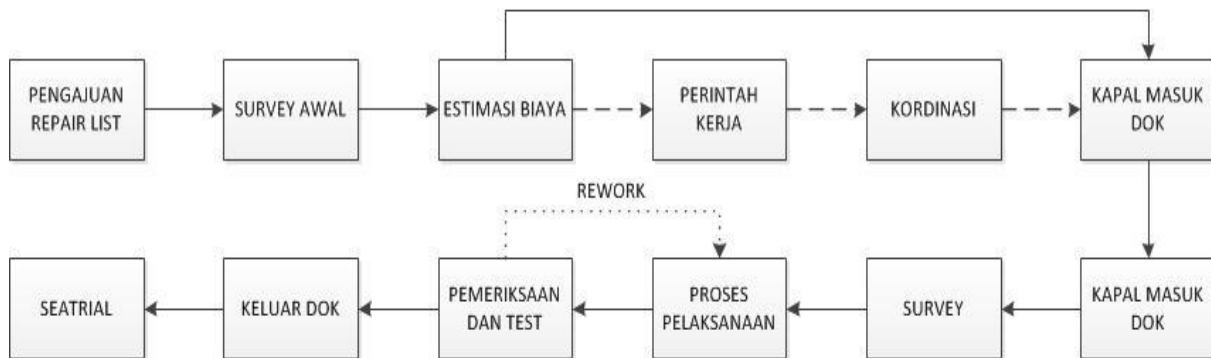 PENGAJUAN
REPAIR LIST
SURVEY AWAL
ESTIMASI BIAYA
PERINTAH
KERJA
KORDINASI
KAPAL MASUK
DOK
REWORK
SEATRIAL
KELUAR DOK
PEMERIKSAAN
DAN TEST
PROSES
PELAKSANAAN
SURVEY
KAPAL MASUK
DOK